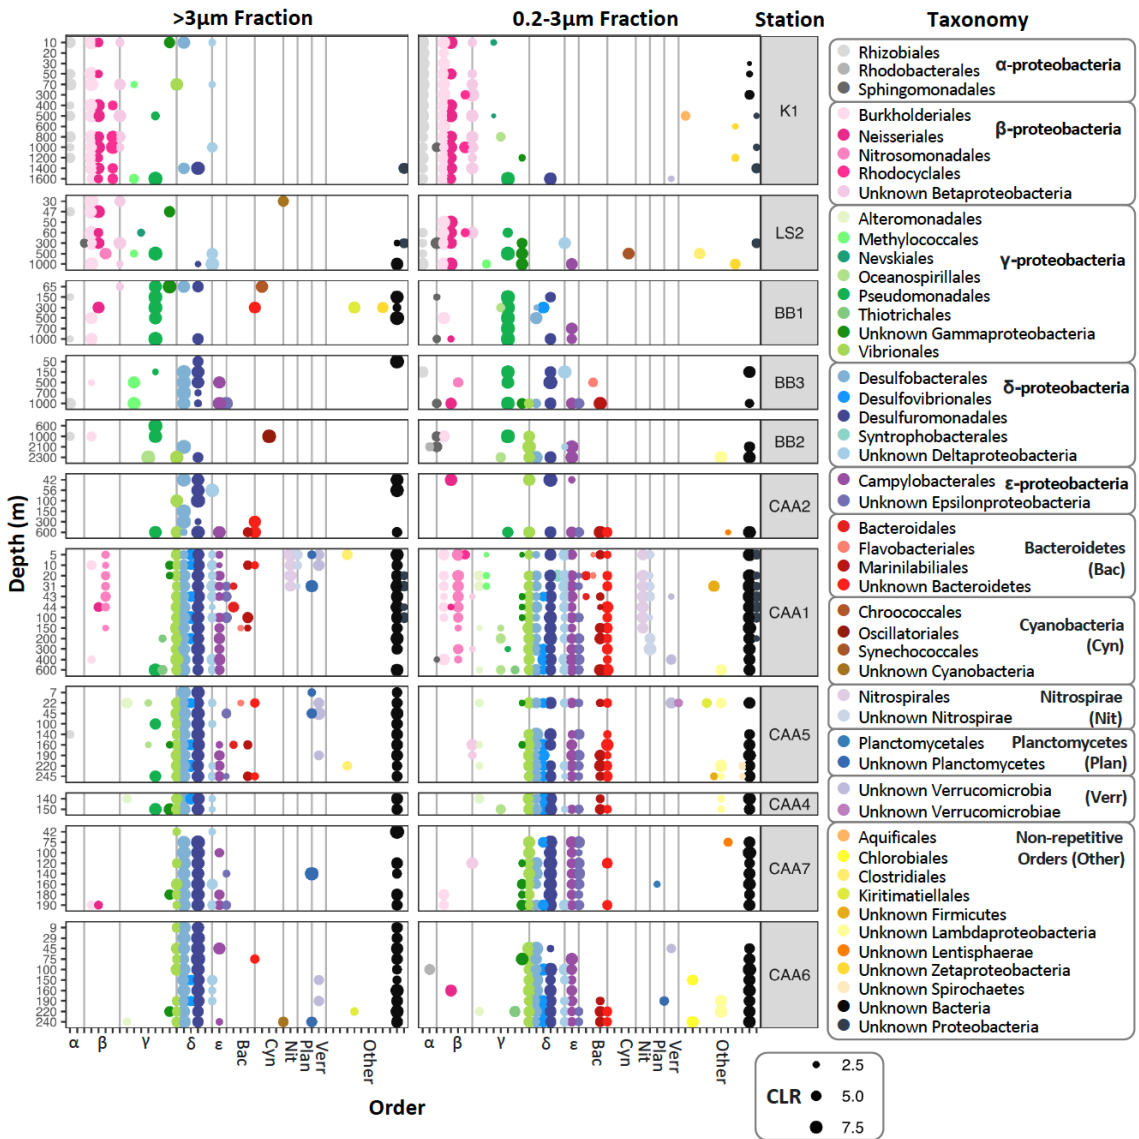 >3µm Fraction 0.2-3µm Fraction Station Taxonomy
Depth (m)
10
20
30
50
70
300
400
500
600
800
1000
1200
1400
1600
K1
30
47
50
60
300
500
1000
LS2
65
150
300
500
700
1000
BB1
50
150
500
700
1000
BB3
600
1000
2100
2300
BB2
42
56
100
150
300
600
CAA2
5
10
20
31
43
44
100
150
200
300
400
600
CAA1
7
22
45
100
140
160
190
220
245
CAA5
140
150
CAA4
42
75
100
120
140
160
180
190
CAA7
9
29
45
75
100
130
160
190
220
240
CAA6
α β γ δ ε Bac Cyn Nit Plan Verr Other
α β γ δ ε Bac Cyn Nit Plan Verr Other
Order
Rhizobiales
Rhodobacterales
Sphingomonadales
α-proteobacteria
Burkholderiales
Neisseriales
Nitrosomonadales
Rhodocyclales
Unknown Betaproteobacteria
β-proteobacteria
Alteromonadales
Methylococcales
Nevskiales
Oceanospirillales
Pseudomonadales
Thiotrichales
Unknown Gammaproteobacteria
Vibrionales
γ-proteobacteria
Desulfobacterales
Desulfovibrionales
Desulfuromonadales
Syntrophobacterales
Unknown Deltaproteobacteria
δ-proteobacteria
Campylobacterales
Unknown Epsilonproteobacteria
ε-proteobacteria
Bacteroidales
Flavobacteriales
Marinilabiliales
Unknown Bacteroidetes
Bacteroidetes
(Bac)
Chroococcales
Oscillatoriales
Synechococcales
Unknown Cyanobacteria
Cyanobacteria
(Cyn)
Nitrospirales
Unknown Nitrospirae
Nitrospirae
(Nit)
Planctomycetales
Unknown Planctomycetes
Planctomycetes
(Plan)
Unknown Verrucomicrobia
Unknown Verrucomicrobiae
(Verr)
Aquificales
Chlorobiales
Clostridiales
Kiritimatiellales
Unknown Firmicutes
Unknown Lambdaproteobacteria
Unknown Lentisphaerae
Unknown Zetaproteobacteria
Unknown Spirochaetes
Unknown Bacteria
Unknown Proteobacteria
Non-repetitive
Orders (Other)
CLR
2.5
5.0
7.5